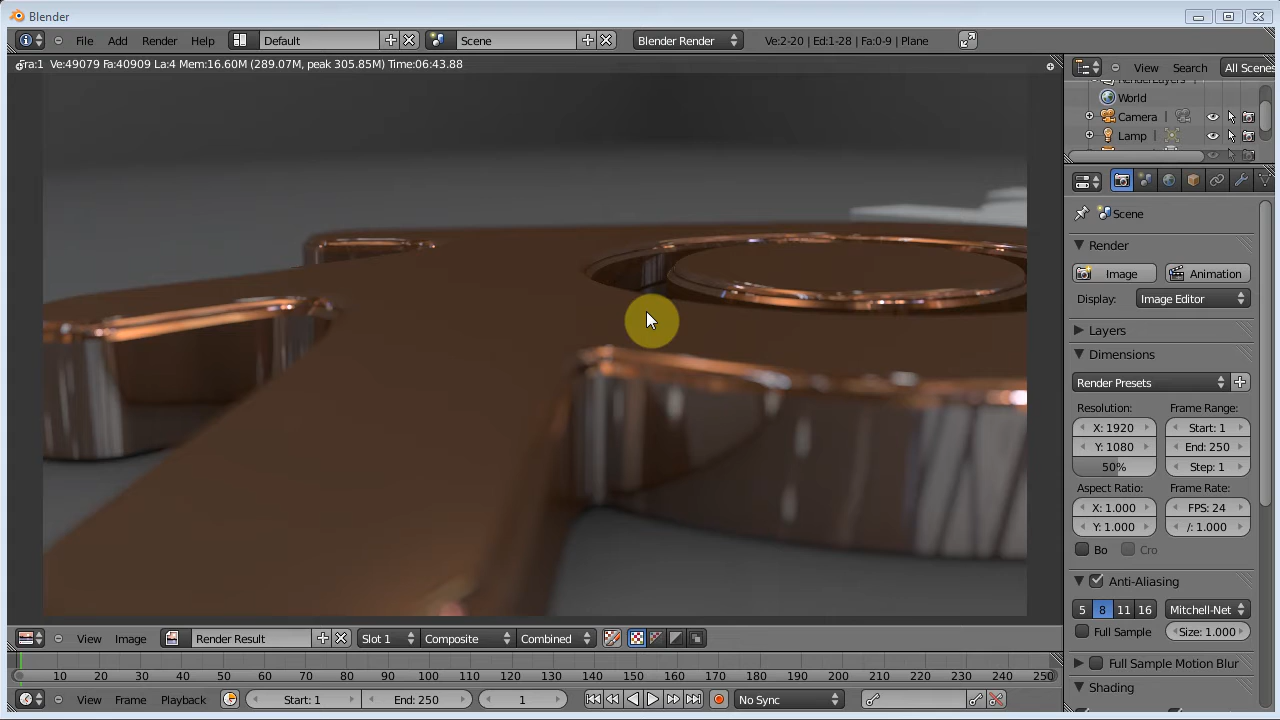 Blender
File Add Render Help Default Scene Blender Render Ve:2-20 | Ed:1-28 | Fa:0-9 | Plane
Fra:1 Ve:49079 Fa:40909 La:4 Mem:16.60M (289.07M, peak 305.85M) Time:06:43.88
View Search All Scenes
RenderLayers
World
Camera
Lamp
Scene
Render
Image Animation
Display: Image Editor
Layers
Dimensions
Render Presets
Resolution: Frame Range:
X: 1920 Start: 1
Y: 1080 End: 250
50% Step: 1
Aspect Ratio: Frame Rate:
X: 1.000 FPS: 24
Y: 1.000 /: 1.000
Bo Cro
Anti-Aliasing
5 8 11 16 Mitchell-Net
Full Sample Size: 1.000
Full Sample Motion Blur
Shading
View Image Render Result Slot 1 Composite Combined
10 20 30 40 50 60 70 80 90 100 110 120 130 140 150 160 170 180 190 200 210 220 230 240 250
View Frame Playback Start: 1 End: 250 1 No Sync